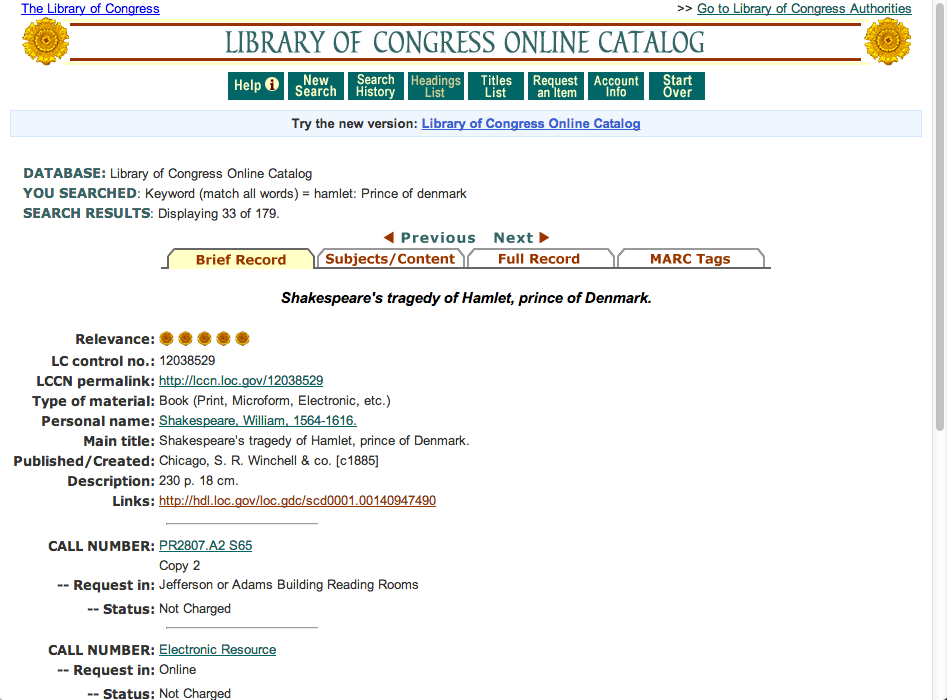 The Library of Congress >> Go to Library of Congress Authorities
LIBRARY OF CONGRESS ONLINE CATALOG
Help i New Search Search History Headings List Titles List Request an Item Account Info Start Over
Try the new version: Library of Congress Online Catalog
DATABASE: Library of Congress Online Catalog
YOU SEARCHED: Keyword (match all words) = hamlet: Prince of denmark
SEARCH RESULTS: Displaying 33 of 179.
Previous Next
Brief Record Subjects/Content Full Record MARC Tags
Shakespeare's tragedy of Hamlet, prince of Denmark.
Relevance:
LC control no.: 12038529
LCCN permalink: http://lccn.loc.gov/12038529
Type of material: Book (Print, Microform, Electronic, etc.)
Personal name: Shakespeare, William, 1564-1616.
Main title: Shakespeare's tragedy of Hamlet, prince of Denmark.
Published/Created: Chicago, S. R. Winchell & co. [c1885]
Description: 230 p. 18 cm.
Links: http://hdl.loc.gov/loc.gdc/scd0001.00140947490
CALL NUMBER: PR2807.A2 S65
Copy 2
-- Request in: Jefferson or Adams Building Reading Rooms
-- Status: Not Charged
CALL NUMBER: Electronic Resource
-- Request in: Online
-- Status: Not Charged